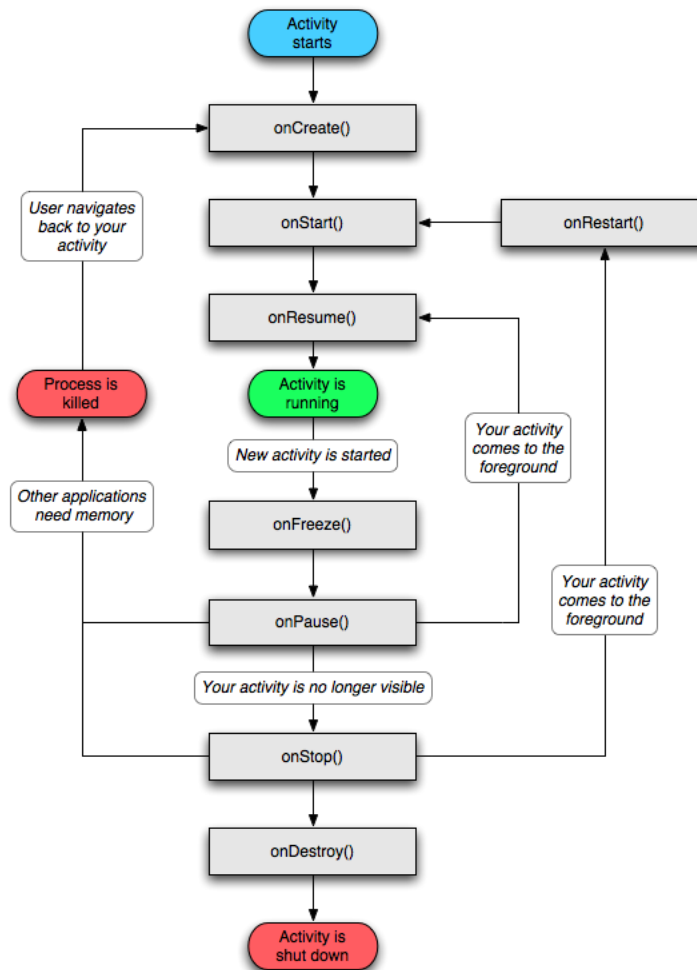 Activity
starts
onCreate()
User navigates
back to your
activity
onStart()
onRestart()
onResume()
Process is
killed
Activity is
running
New activity is started
Your activity
comes to the
foreground
Other applications
need memory
onFreeze()
Your activity
comes to the
foreground
onPause()
Your activity is no longer visible
onStop()
onDestroy()
Activity is
shut down